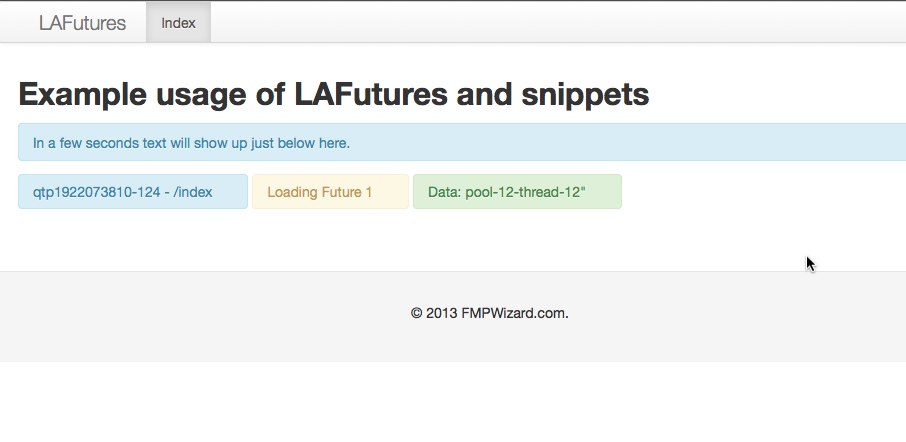 LAFutures Index
Example usage of LAFutures and snippets
In a few seconds text will show up just below here.
qtp1922073810-124 - /index Loading Future 1 Data: pool-12-thread-12"
© 2013 FMPWizard.com.